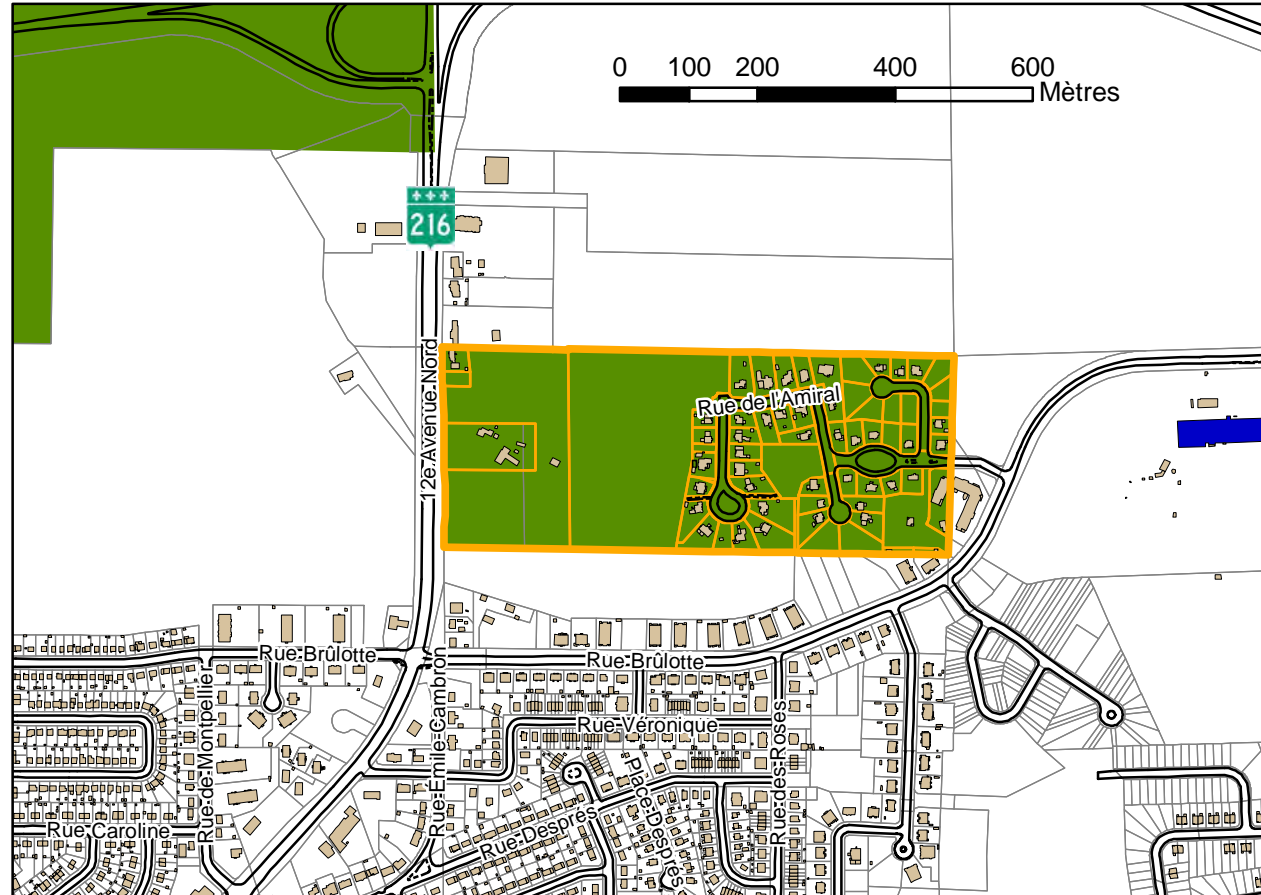 0 100 200 400 600
Mètres
216
12e Avenue Nord
Rue de l'Amiral
Rue Brûlotte
Rue Brûlotte
Rue de Montpellier
Rue Émile-Cambron
Rue Véronique
Rue des Roses
Place Després
Rue Després
Rue Caroline